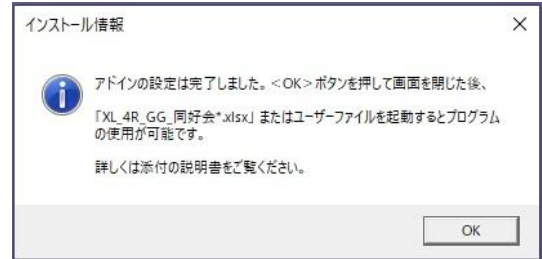 インストール情報
アドインの設定は完了しました。＜OK＞ボタンを押して画面を閉じた後、
「XL_4R_GG_同好会*.xlsx」またはユーザーファイルを起動するとプログラム
の使用が可能です。
詳しくは添付の説明書をご覧ください。
OK